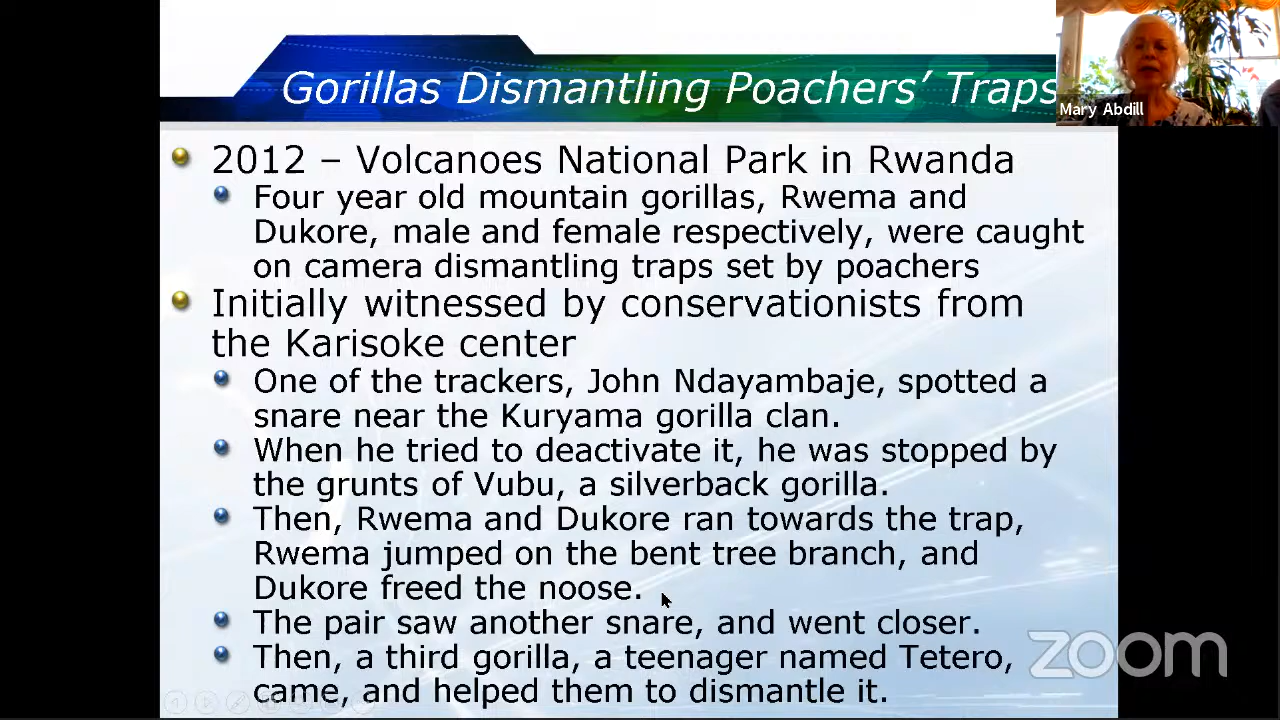 Gorillas Dismantling Poachers’ Traps
Mary Abdill
2012 – Volcanoes National Park in Rwanda
Four year old mountain gorillas, Rwema and
Dukore, male and female respectively, were caught
on camera dismantling traps set by poachers
Initially witnessed by conservationists from
the Karisoke center
One of the trackers, John Ndayambaje, spotted a
snare near the Kuryama gorilla clan.
When he tried to deactivate it, he was stopped by
the grunts of Vubu, a silverback gorilla.
Then, Rwema and Dukore ran towards the trap,
Rwema jumped on the bent tree branch, and
Dukore freed the noose.
The pair saw another snare, and went closer.
Then, a third gorilla, a teenager named Tetero,
came, and helped them to dismantle it.
zoom